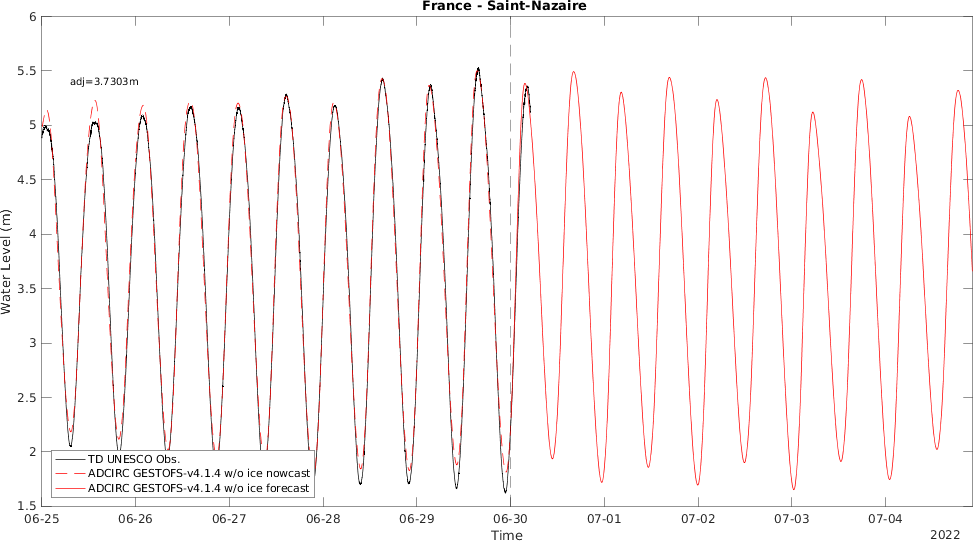 France - Saint-Nazaire
adj=3.7303m
Water Level (m)
6
5.5
5
4.5
4
3.5
3
2.5
2
1.5
TD UNESCO Obs.
ADCIRC GESTOFS-v4.1.4 w/o ice nowcast
ADCIRC GESTOFS-v4.1.4 w/o ice forecast
06-25 06-26 06-27 06-28 06-29 06-30 07-01 07-02 07-03 07-04
Time
2022